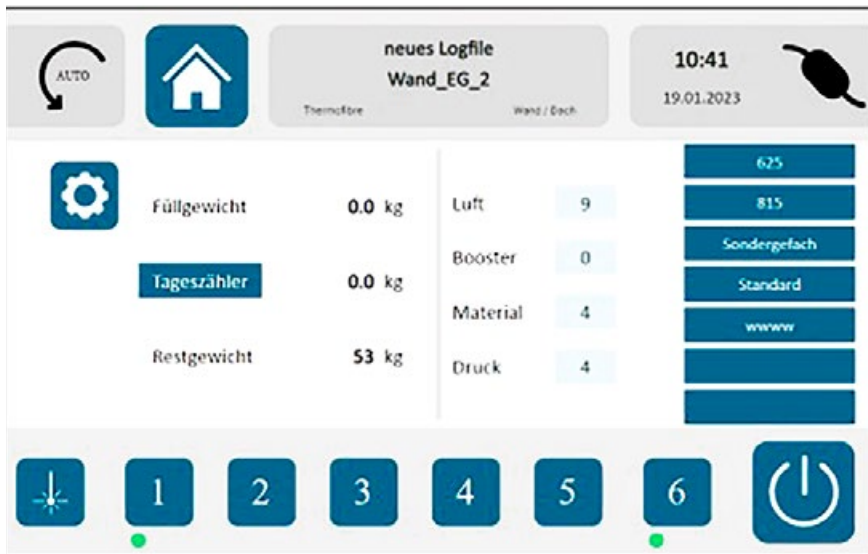 AUTO
neues Logfile
Wand_EG_2
Thermofibre
Wand / Dach
10:41
19.01.2023
Füllgewicht 0.0 kg
Tageszähler 0.0 kg
Restgewicht 53 kg
Luft 9
Booster 0
Material 4
Druck 4
625
815
Sondergefach
Standard
wwww
1 2 3 4 5 6